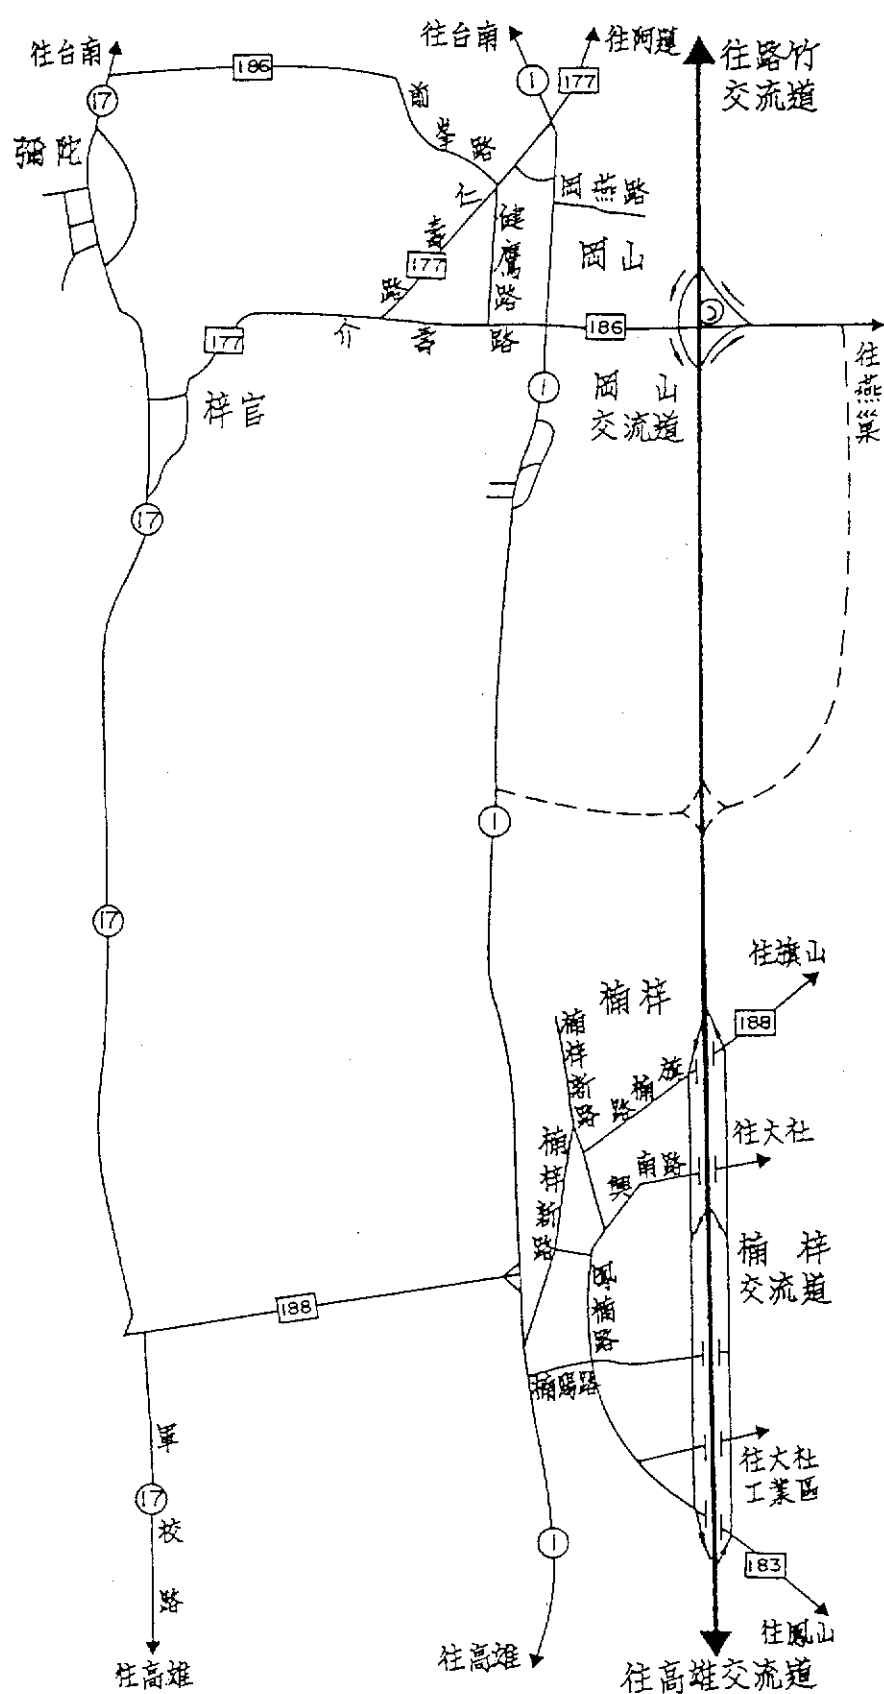 往台南
往台南
往阿蓮
往路竹
交流道
186
1
177
17
前峯路
彌陀
仁壽路
岡燕路
健鷹路
岡山
177
177
介壽路
186
往燕巢
1
岡山
交流道
梓官
17
1
17
往旗山
楠梓
188
楠梓新路
旗楠路
往大社
楠梓新路
興南路
楠梓
交流道
鳳楠路
188
楠陽路
軍校路
往大社
工業區
17
1
183
往鳳山
往高雄
往高雄
往高雄交流道